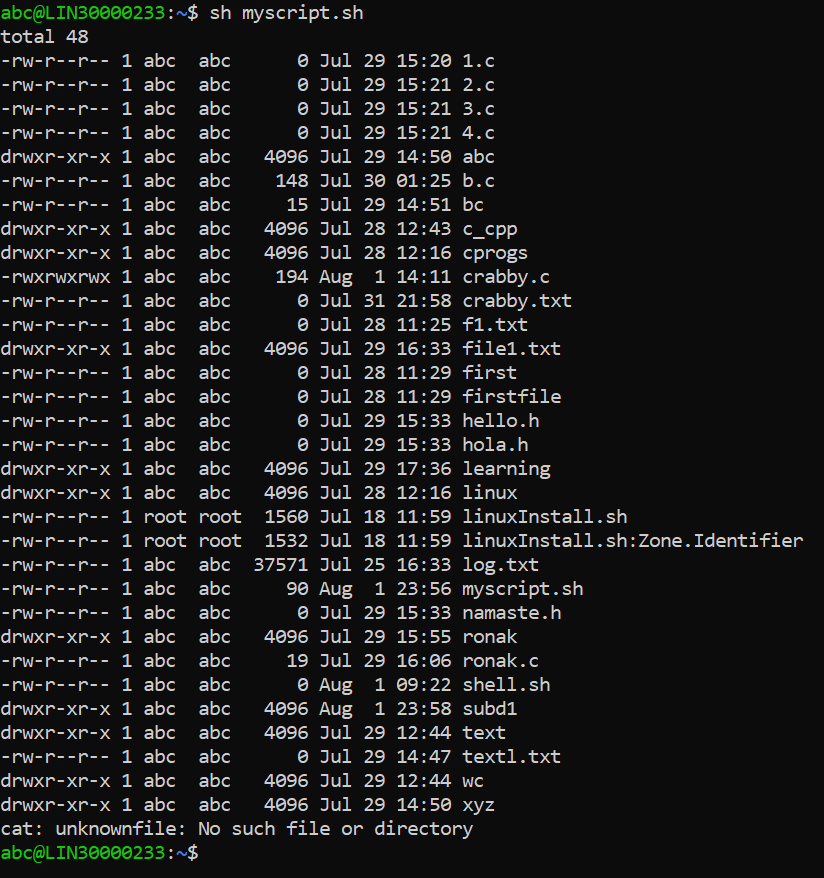 abc@LIN30000233:~$ sh myscript.sh
total 48
-rw-r--r-- 1 abc  abc      0 Jul 29 15:20 1.c
-rw-r--r-- 1 abc  abc      0 Jul 29 15:21 2.c
-rw-r--r-- 1 abc  abc      0 Jul 29 15:21 3.c
-rw-r--r-- 1 abc  abc      0 Jul 29 15:21 4.c
drwxr-xr-x 1 abc  abc   4096 Jul 29 14:50 abc
-rw-r--r-- 1 abc  abc    148 Jul 30 01:25 b.c
-rw-r--r-- 1 abc  abc     15 Jul 29 14:51 bc
drwxr-xr-x 1 abc  abc   4096 Jul 28 12:43 c_cpp
drwxr-xr-x 1 abc  abc   4096 Jul 28 12:16 cprogs
-rwxrwxrwx 1 abc  abc    194 Aug  1 14:11 crabby.c
-rw-r--r-- 1 abc  abc      0 Jul 31 21:58 crabby.txt
-rw-r--r-- 1 abc  abc      0 Jul 28 11:25 f1.txt
drwxr-xr-x 1 abc  abc   4096 Jul 29 16:33 file1.txt
-rw-r--r-- 1 abc  abc      0 Jul 28 11:29 first
-rw-r--r-- 1 abc  abc      0 Jul 28 11:29 firstfile
-rw-r--r-- 1 abc  abc      0 Jul 29 15:33 hello.h
-rw-r--r-- 1 abc  abc      0 Jul 29 15:33 hola.h
drwxr-xr-x 1 abc  abc   4096 Jul 29 17:36 learning
drwxr-xr-x 1 abc  abc   4096 Jul 28 12:16 linux
-rw-r--r-- 1 root root  1560 Jul 18 11:59 linuxInstall.sh
-rw-r--r-- 1 root root  1532 Jul 18 11:59 linuxInstall.sh:Zone.Identifier
-rw-r--r-- 1 abc  abc  37571 Jul 25 16:33 log.txt
-rw-r--r-- 1 abc  abc     90 Aug  1 23:56 myscript.sh
-rw-r--r-- 1 abc  abc      0 Jul 29 15:33 namaste.h
drwxr-xr-x 1 abc  abc   4096 Jul 29 15:55 ronak
-rw-r--r-- 1 abc  abc     19 Jul 29 16:06 ronak.c
-rw-r--r-- 1 abc  abc      0 Aug  1 09:22 shell.sh
drwxr-xr-x 1 abc  abc   4096 Aug  1 23:58 subd1
drwxr-xr-x 1 abc  abc   4096 Jul 29 12:44 text
-rw-r--r-- 1 abc  abc      0 Jul 29 14:47 textl.txt
drwxr-xr-x 1 abc  abc   4096 Jul 29 12:44 wc
drwxr-xr-x 1 abc  abc   4096 Jul 29 14:50 xyz
cat: unknownfile: No such file or directory
abc@LIN30000233:~$